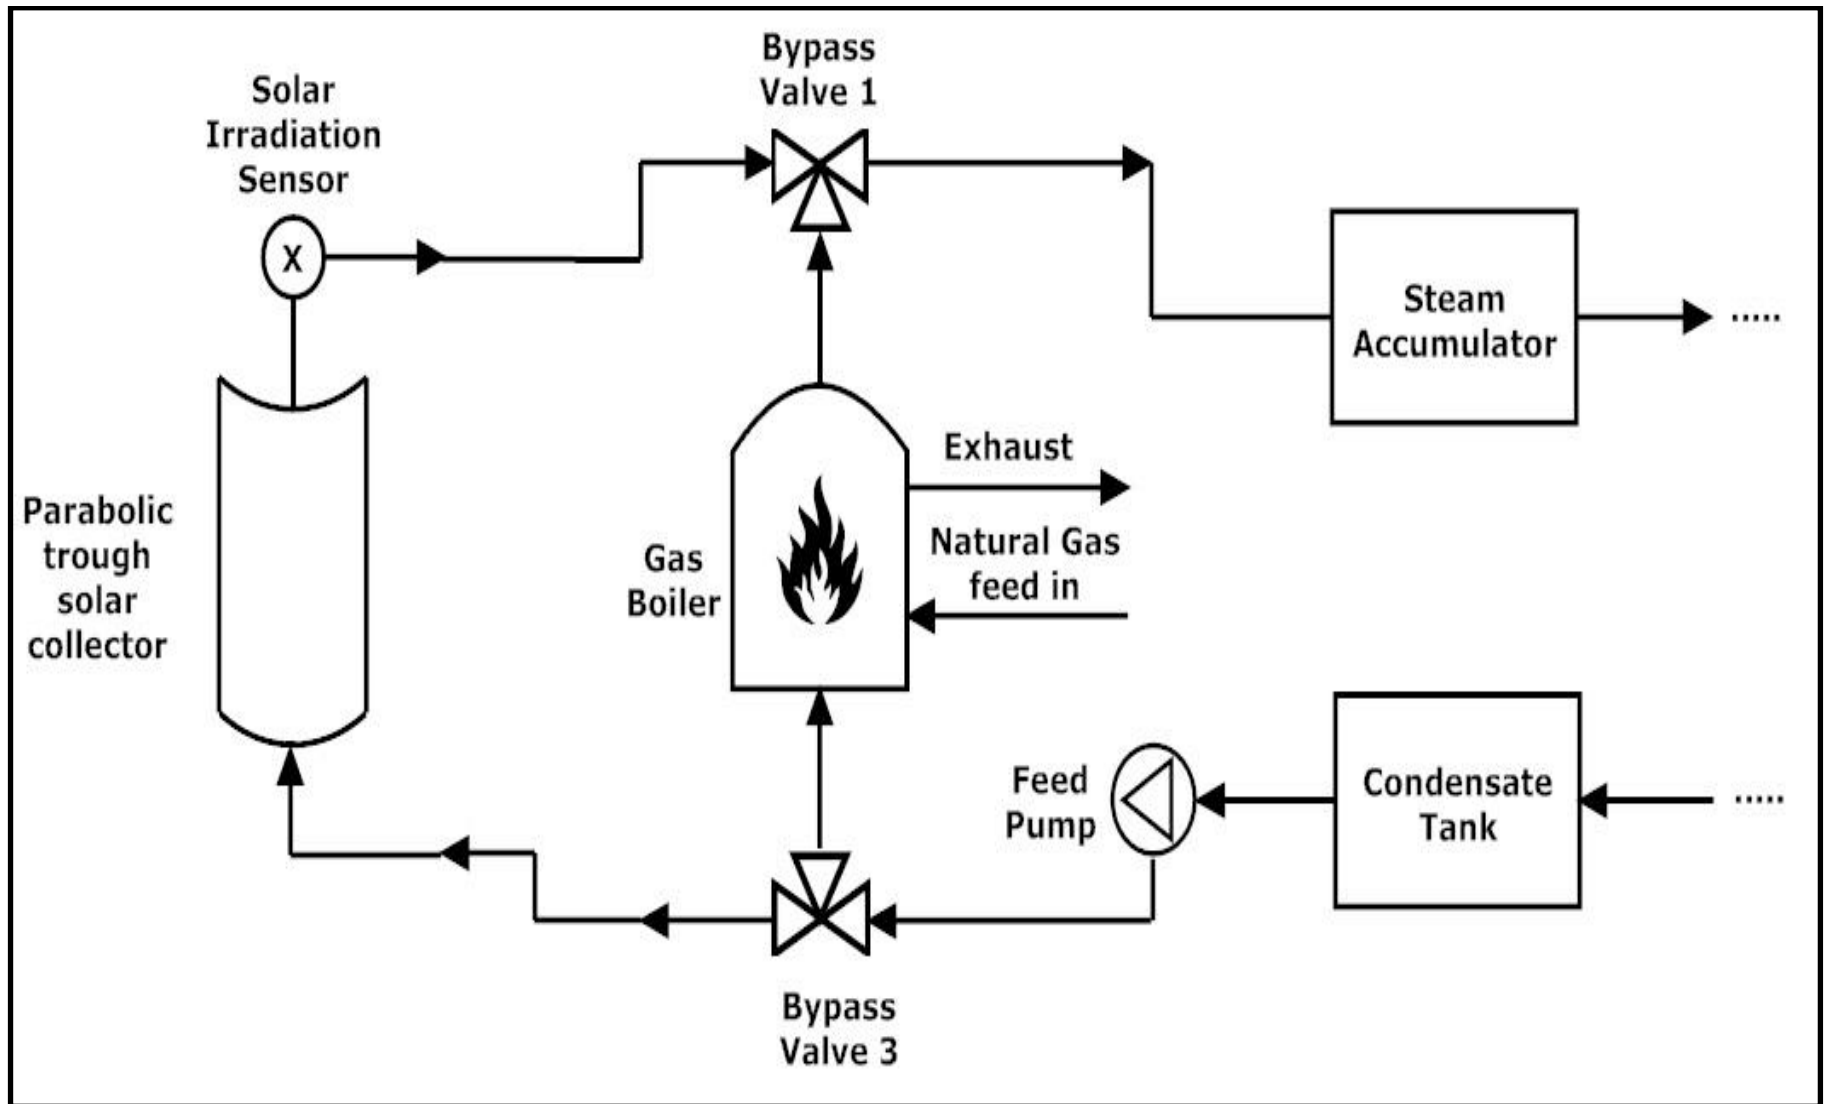 Bypass
Valve 1
Solar
Irradiation
Sensor
X
Steam
Accumulator
.....
Exhaust
Natural Gas
feed in
Gas
Boiler
Parabolic
trough
solar
collector
Feed
Pump
Condensate
Tank
.....
Bypass
Valve 3